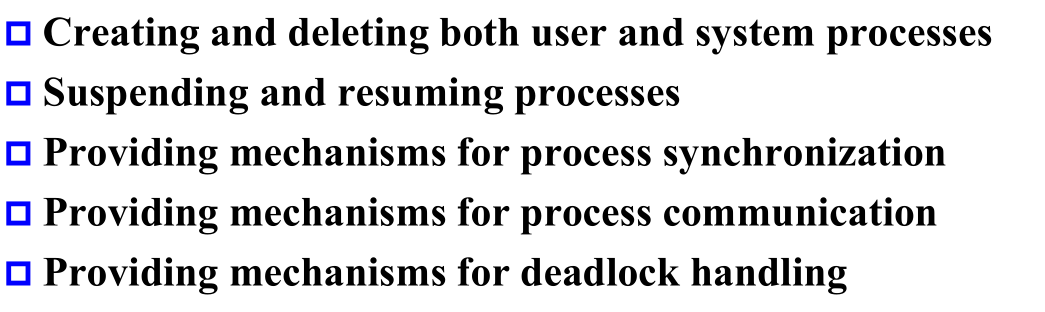 Creating and deleting both user and system processes
Suspending and resuming processes
Providing mechanisms for process synchronization
Providing mechanisms for process communication
Providing mechanisms for deadlock handling